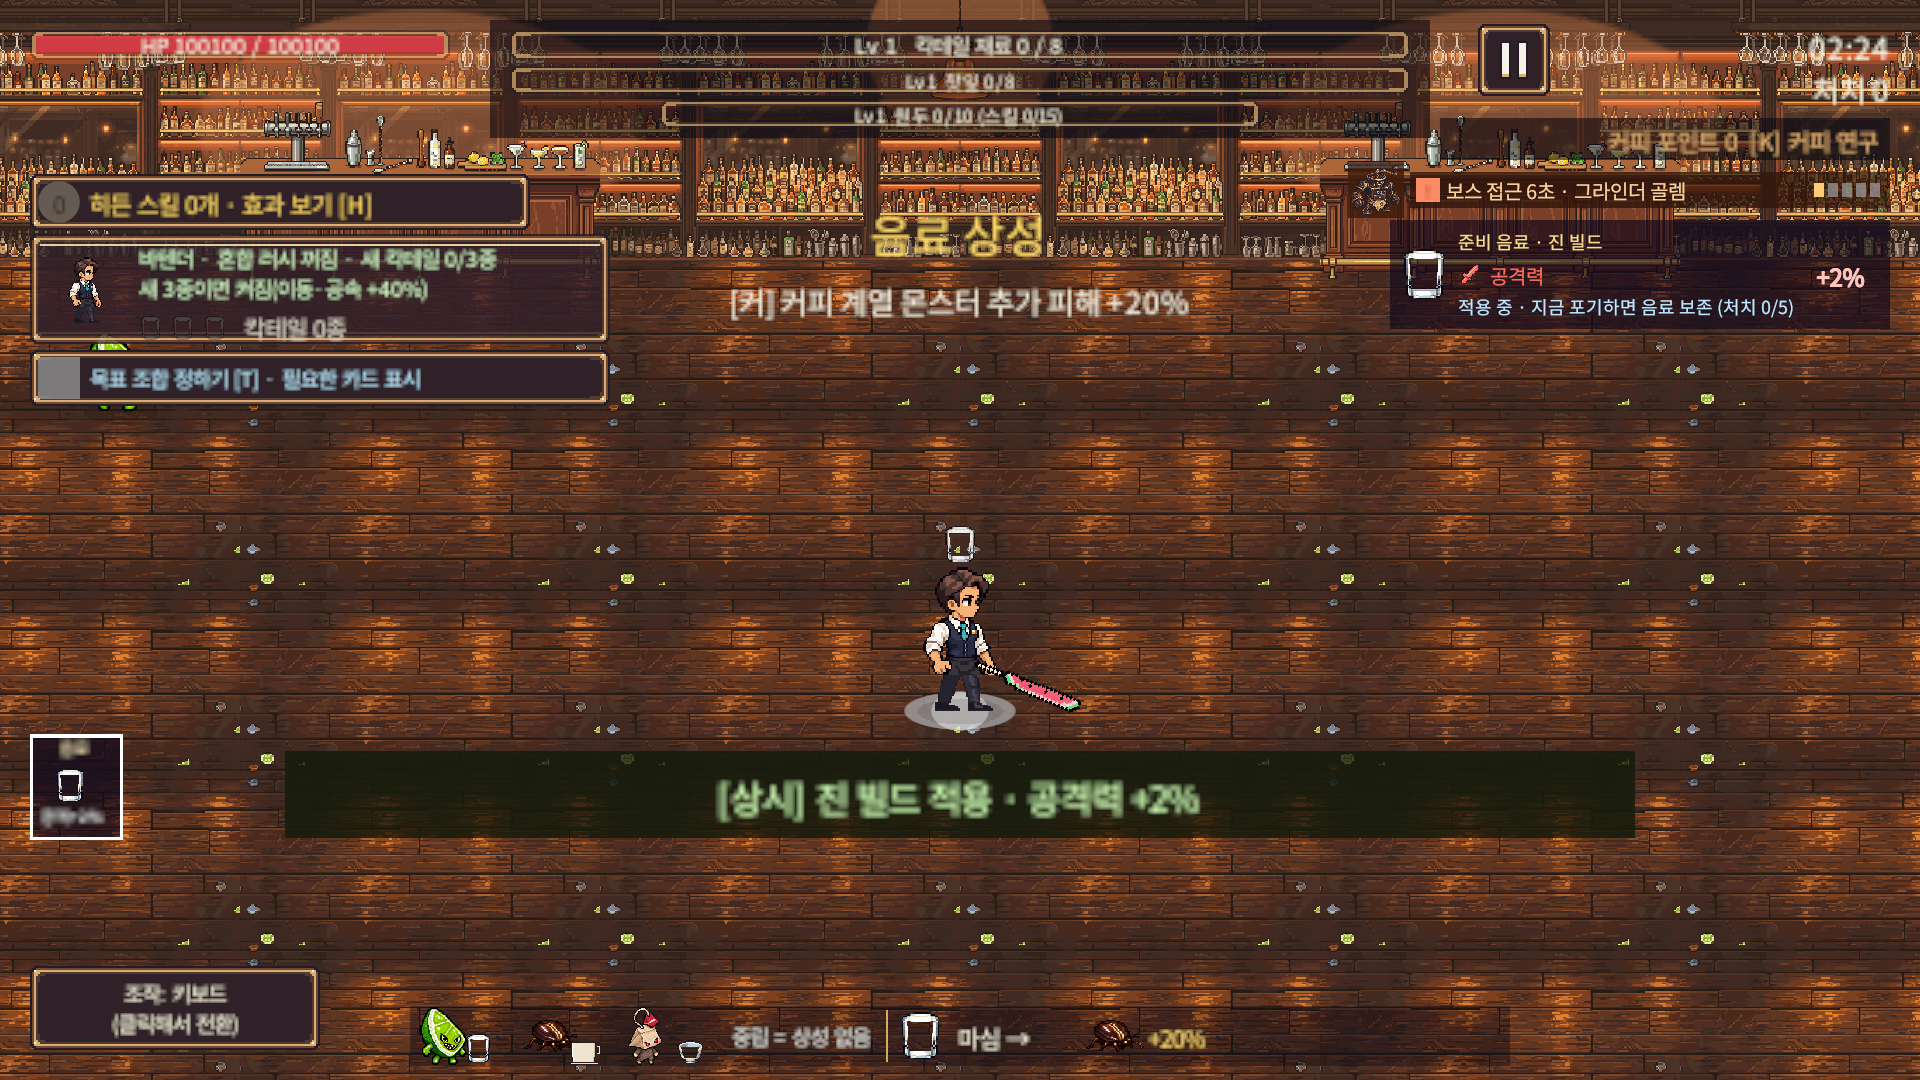 HP 100100 / 100100
Lv 1 칵테일 재료 0 / 8
Lv1 찻잎 0/8
Lv1 원두 0/10 (스킬 0/15)
02:24
처치 0
커피 포인트 0 [K] 커피 연구
보스 접근 6초 · 그라인더 골렘
준비 음료 · 진 빌드
공격력 +2%
적용 중 · 지금 포기하면 음료 보존 (처치 0/5)
0 히든 스킬 0개 · 효과 보기 [H]
바텐더 - 혼합 러시 꺼짐 - 새 칵테일 0/3종
새 3종이면 켜짐(이동·공속 +40%)
칵테일 0종
목표 조합 정하기 [T] - 필요한 카드 표시
음료 상성
[커] 커피 계열 몬스터 추가 피해 +20%
[상시] 진 빌드 적용 · 공격력 +2%
조작: 키보드
(클릭해서 전환)
중립 = 상성 없음
마심 →
+20%